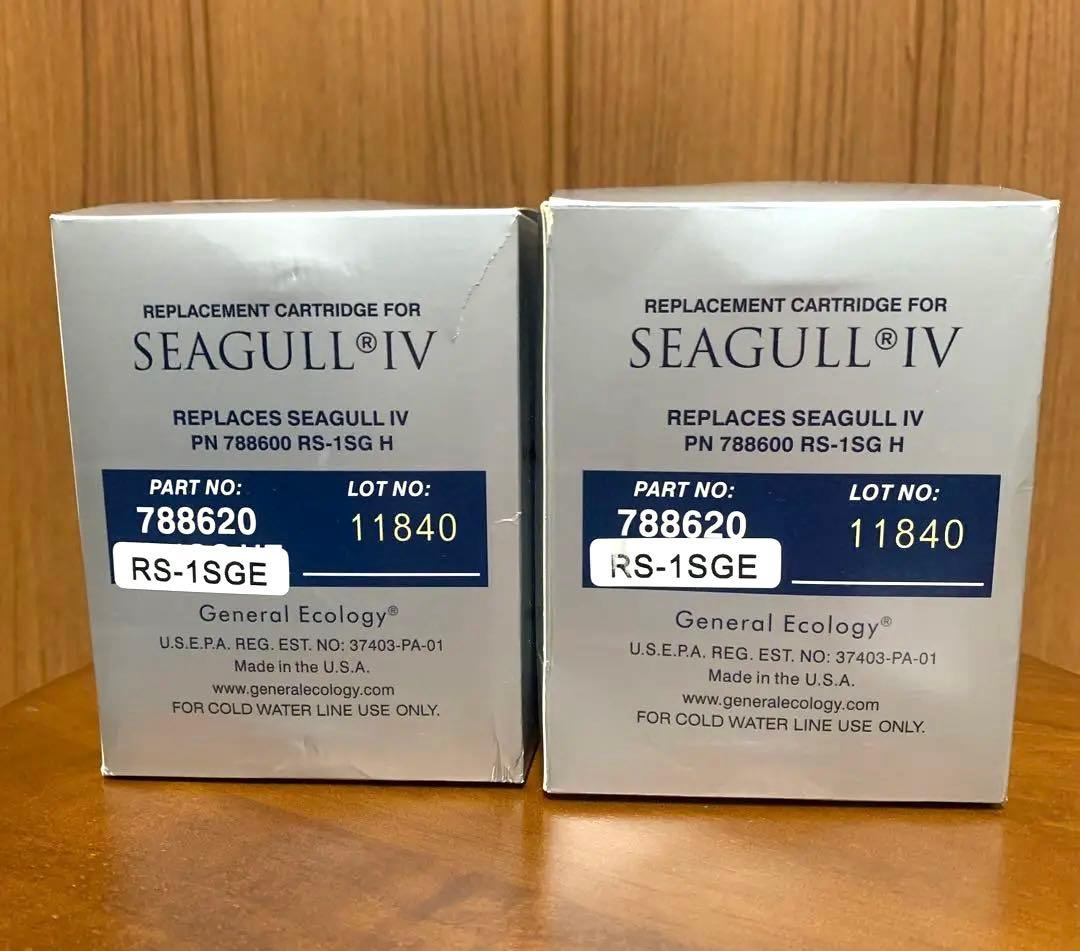 REPLACEMENT CARTRIDGE FOR
SEAGULL® IV
REPLACES SEAGULL IV
PN 788600 RS-1SG H
PART NO:
788620
RS-1SGE
LOT NO:
11840
General Ecology®
U.S.E.P.A. REG. EST. NO: 37403-PA-01
Made in the U.S.A.
www.generalecology.com
FOR COLD WATER LINE USE ONLY.
REPLACEMENT CARTRIDGE FOR
SEAGULL® IV
REPLACES SEAGULL IV
PN 788600 RS-1SG H
PART NO:
788620
RS-1SGE
LOT NO:
11840
General Ecology®
U.S.E.P.A. REG. EST. NO: 37403-PA-01
Made in the U.S.A.
www.generalecology.com
FOR COLD WATER LINE USE ONLY.